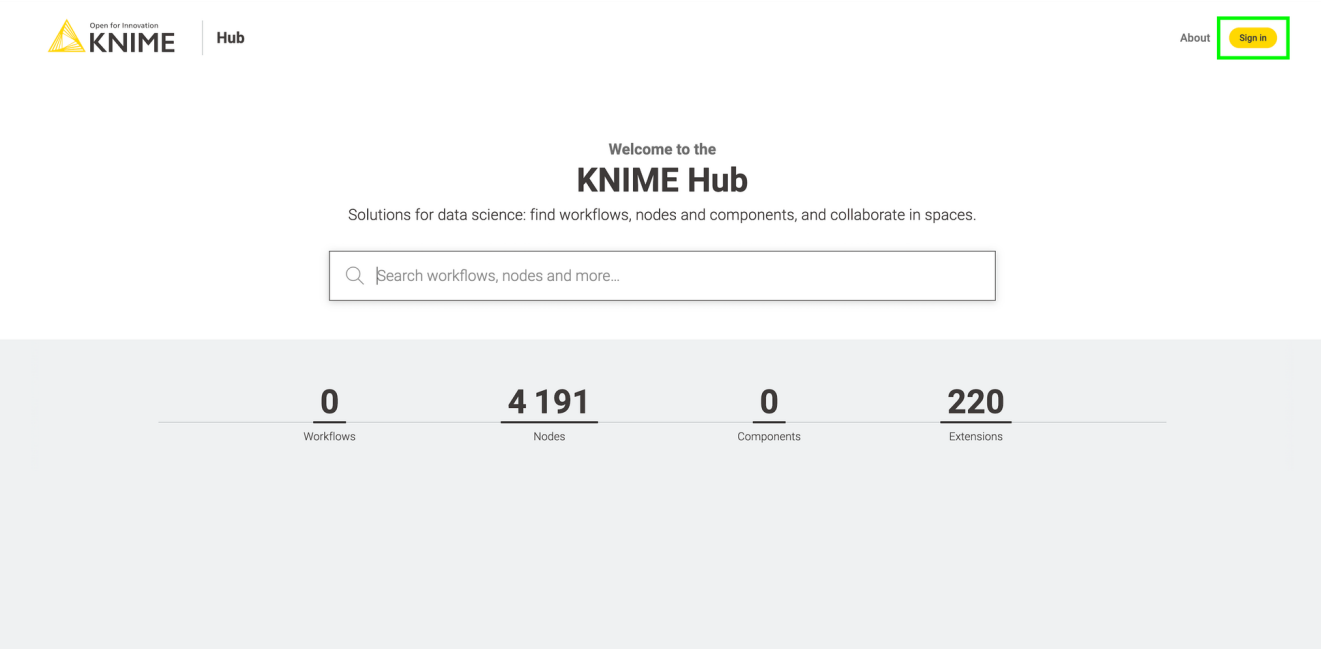 Open for Innovation
KNIME
Hub
About
Sign in
Welcome to the
KNIME Hub
Solutions for data science: find workflows, nodes and components, and collaborate in spaces.
Search workflows, nodes and more...
0
Workflows
4 191
Nodes
0
Components
220
Extensions